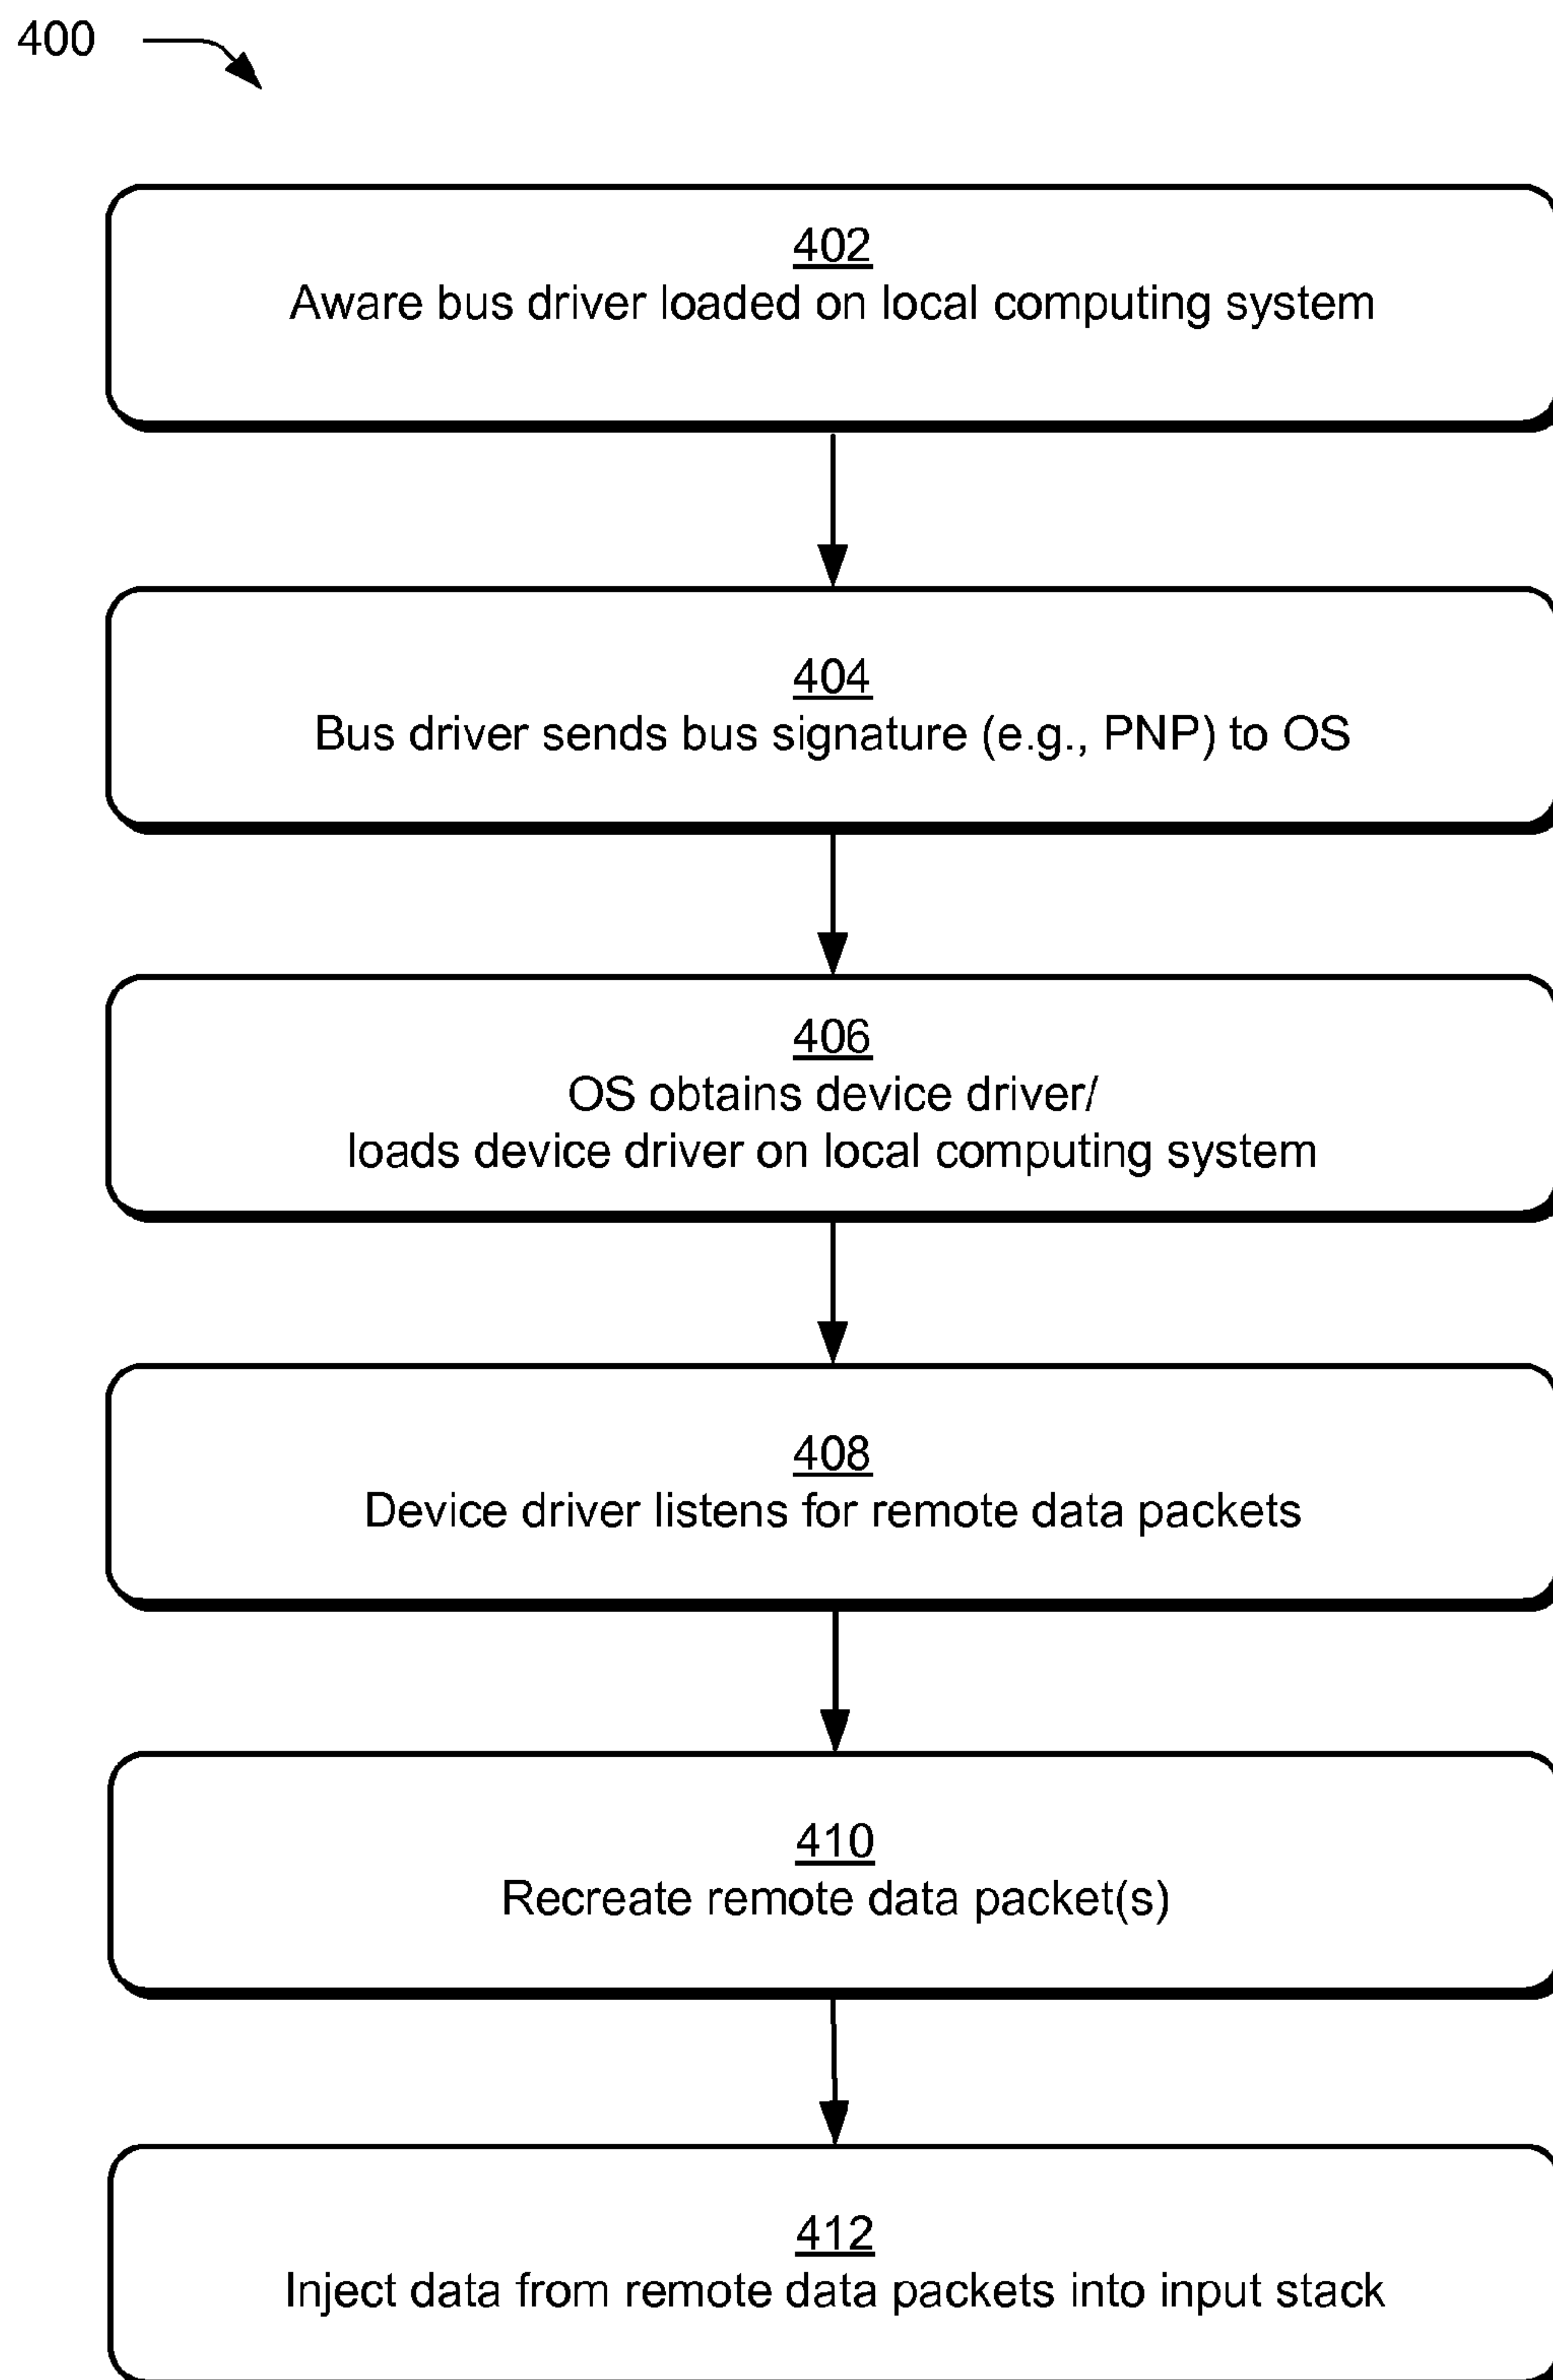 400
402
Aware bus driver loaded on local computing system
404
Bus driver sends bus signature (e.g., PNP) to OS
406
OS obtains device driver/
loads device driver on local computing system
408
Device driver listens for remote data packets
410
Recreate remote data packet(s)
412
Inject data from remote data packets into input stack